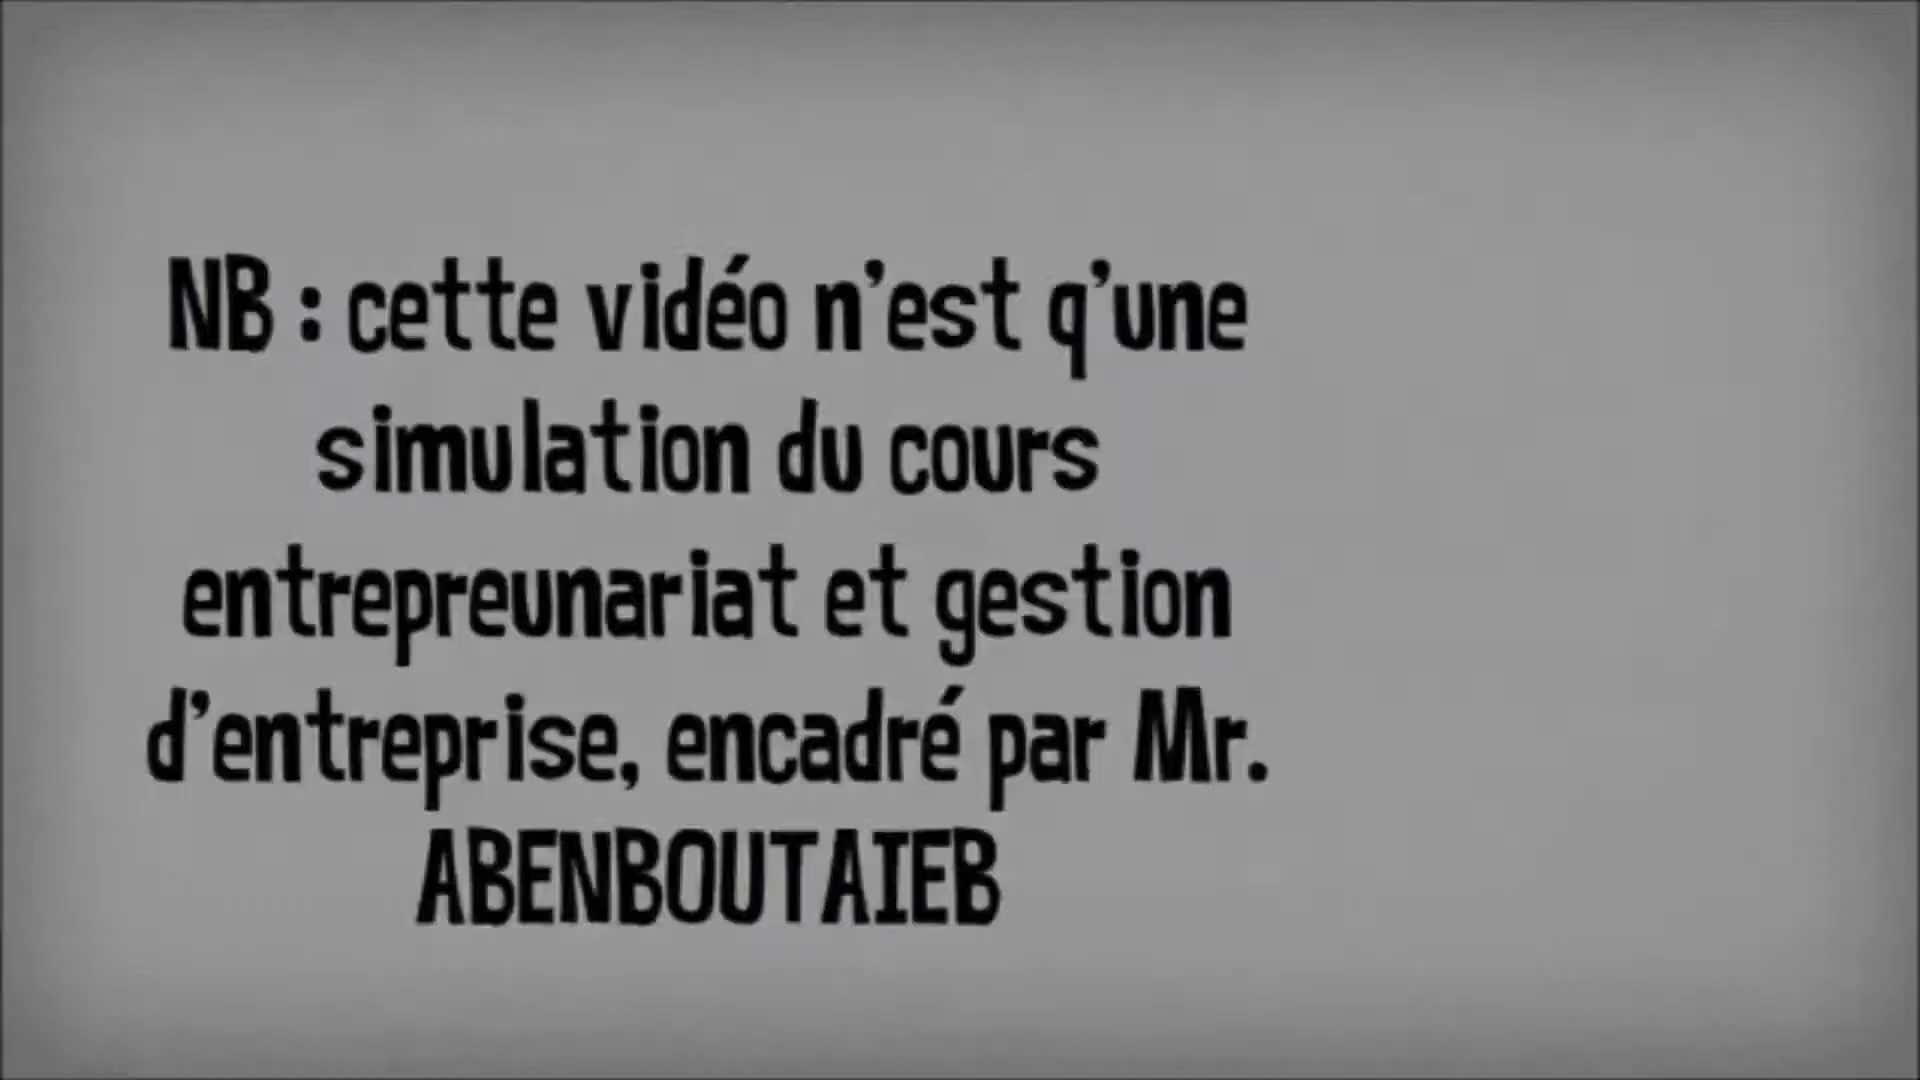 NB : cette vidéo n'est q'une
simulation du cours
entrepreunariat et gestion
d'entreprise, encadré par Mr.
ABENBOUTAIEB